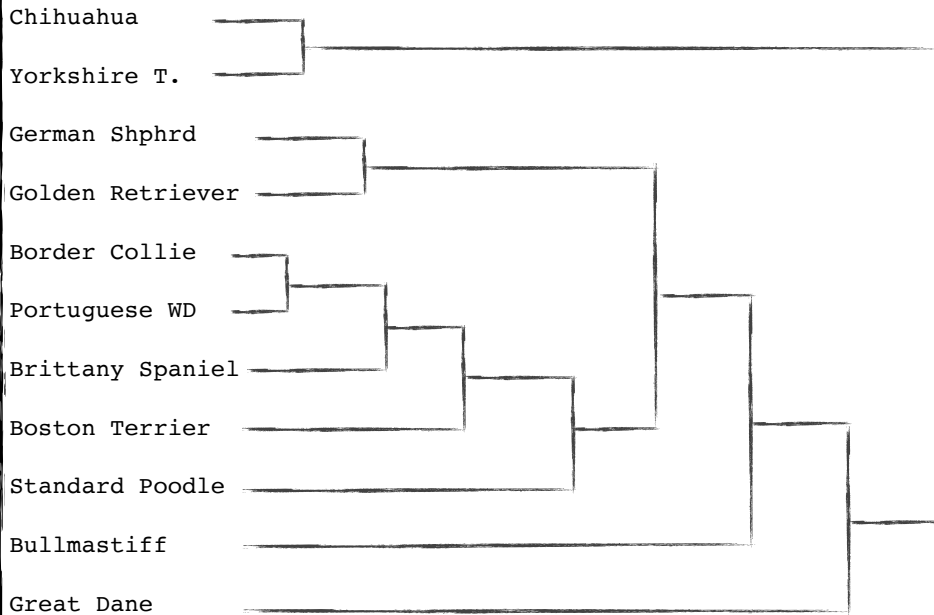 Chihuahua
Yorkshire T.
German Shphrd
Golden Retriever
Border Collie
Portuguese WD
Brittany Spaniel
Boston Terrier
Standard Poodle
Bullmastiff
Great Dane